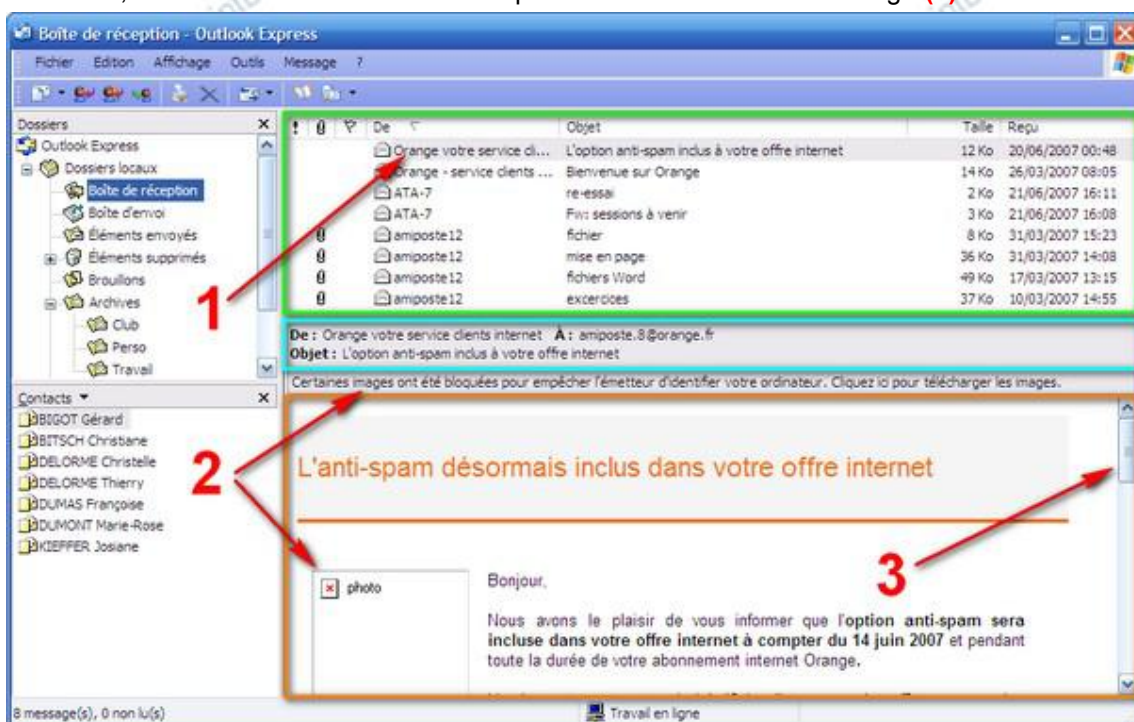 Boîte de réception - Outlook Express
Fichier Edition Affichage Outils Message ?
Dossiers
Outlook Express
Dossiers locaux
Boîte de réception
Boîte d'envoi
Éléments envoyés
Éléments supprimés
Brouillons
Archives
Club
Perso
Travail
Contacts
BIGOT Gérard
BITSCH Christiane
DELORME Christelle
DELORME Thierry
DUMAS Françoise
DUMONT Marie-Rose
KIEFFER Josiane
! De Objet Taille Reçu
Orange votre service cli... L'option anti-spam inclus à votre offre internet 12 Ko 20/06/2007 00:48
Orange - service clients ... Bienvenue sur Orange 14 Ko 26/03/2007 08:05
ATA-7 re-essai 2 Ko 21/06/2007 16:11
ATA-7 Fw: sessions à venir 3 Ko 21/06/2007 16:08
amiposte12 fichier 8 Ko 31/03/2007 15:23
amiposte12 mise en page 36 Ko 31/03/2007 14:08
amiposte12 fichiers Word 49 Ko 17/03/2007 13:15
amiposte12 excercices 37 Ko 10/03/2007 14:55
1
De : Orange votre service clients internet À : amiposte.8@orange.fr
Objet : L'option anti-spam inclus à votre offre internet
Certaines images ont été bloquées pour empêcher l'émetteur d'identifier votre ordinateur. Cliquez ici pour télécharger les images.
2
L'anti-spam désormais inclus dans votre offre internet
3
photo
Bonjour,
Nous avons le plaisir de vous informer que l'option anti-spam sera
incluse dans votre offre internet à compter du 14 juin 2007 et pendant
toute la durée de votre abonnement internet Orange.
8 message(s), 0 non lu(s) Travail en ligne